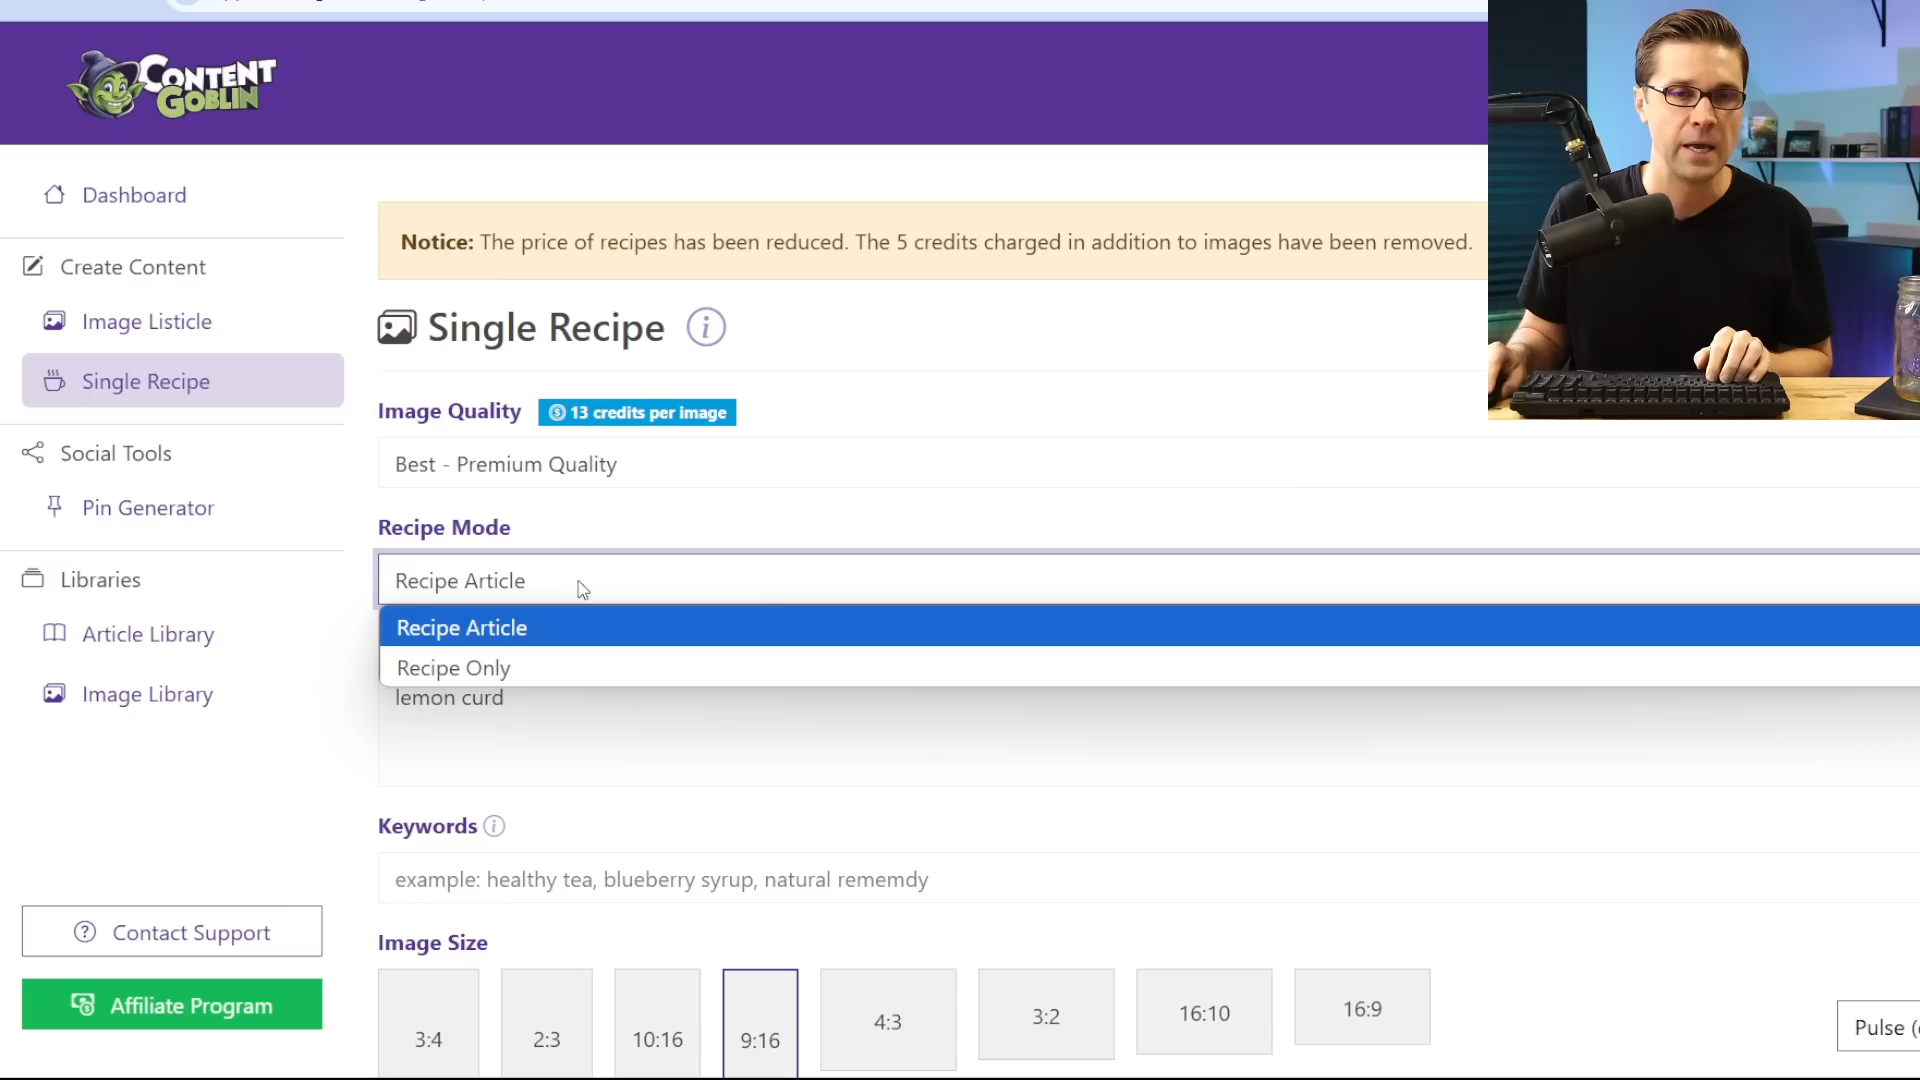 CONTENT
GOBLIN
Dashboard
Create Content
Image Listicle
Single Recipe
Social Tools
Pin Generator
Libraries
Article Library
Image Library
Contact Support
Affiliate Program
Notice: The price of recipes has been reduced. The 5 credits charged in addition to images have been removed.
Single Recipe
Image Quality 13 credits per image
Best - Premium Quality
Recipe Mode
Recipe Article
Recipe Article
Recipe Only
lemon curd
Keywords
example: healthy tea, blueberry syrup, natural rememdy
Image Size
3:4 2:3 10:16 9:16 4:3 3:2 16:10 16:9
Pulse (